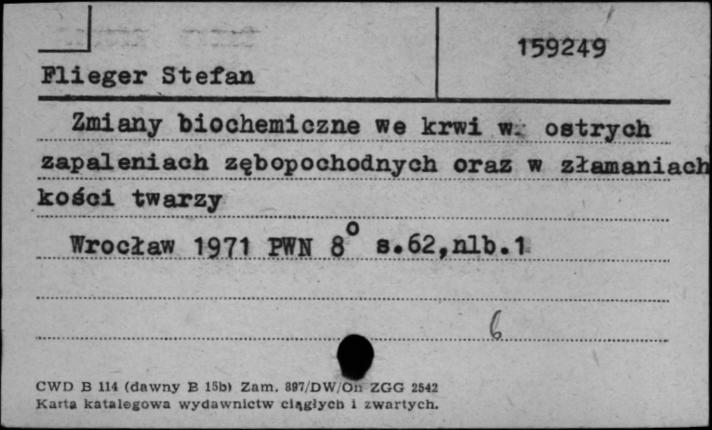 159249
Flieger Stefan
Zmiany biochemiczne we krwi w ostrych
zapaleniach zębopochodnych oraz w złamaniach
kości twarzy
Wrocław 1971 PWN 8° s.62,nlb.1
6
CWD B 114 (dawny B 15b) Zam. 897/DW/On ZGG 2542
Karta katalogowa wydawnictw ciągłych i zwartych.